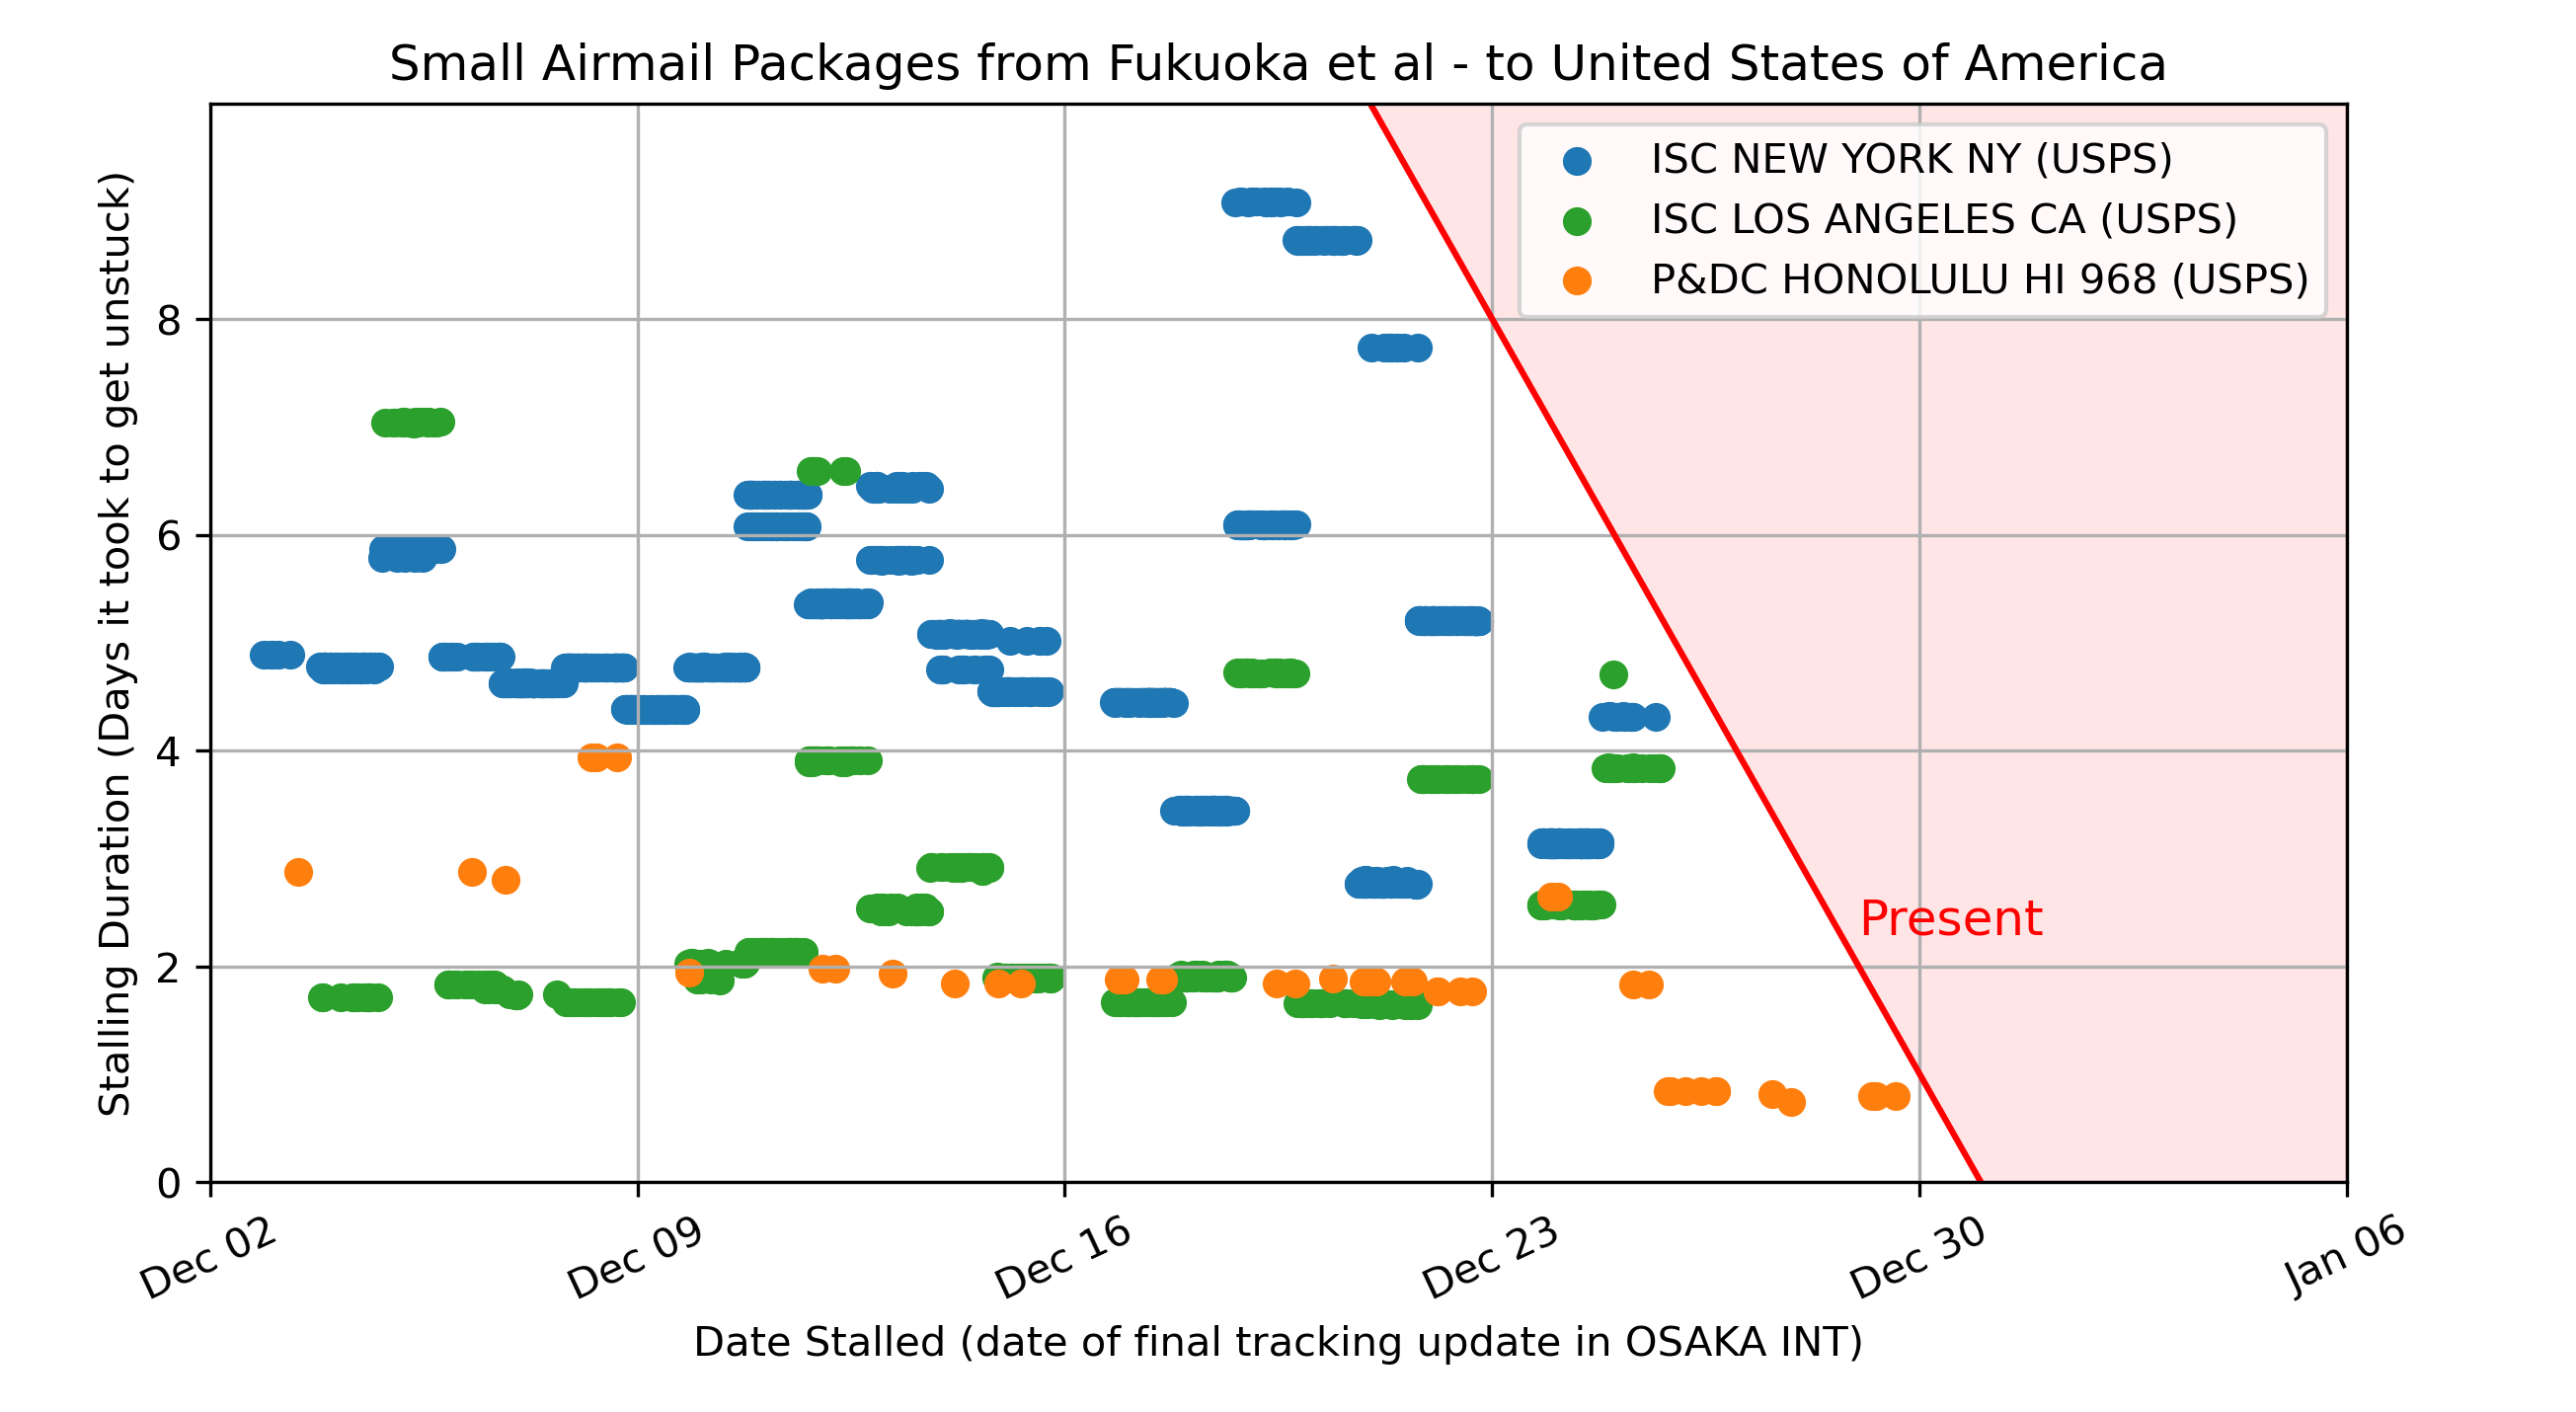 Small Airmail Packages from Fukuoka et al - to United States of America
ISC NEW YORK NY (USPS)
ISC LOS ANGELES CA (USPS)
P&DC HONOLULU HI 968 (USPS)
Stalling Duration (Days it took to get unstuck)
8
6
4
2
0
Present
Dec 02
Dec 09
Dec 16
Dec 23
Dec 30
Jan 06
Date Stalled (date of final tracking update in OSAKA INT)